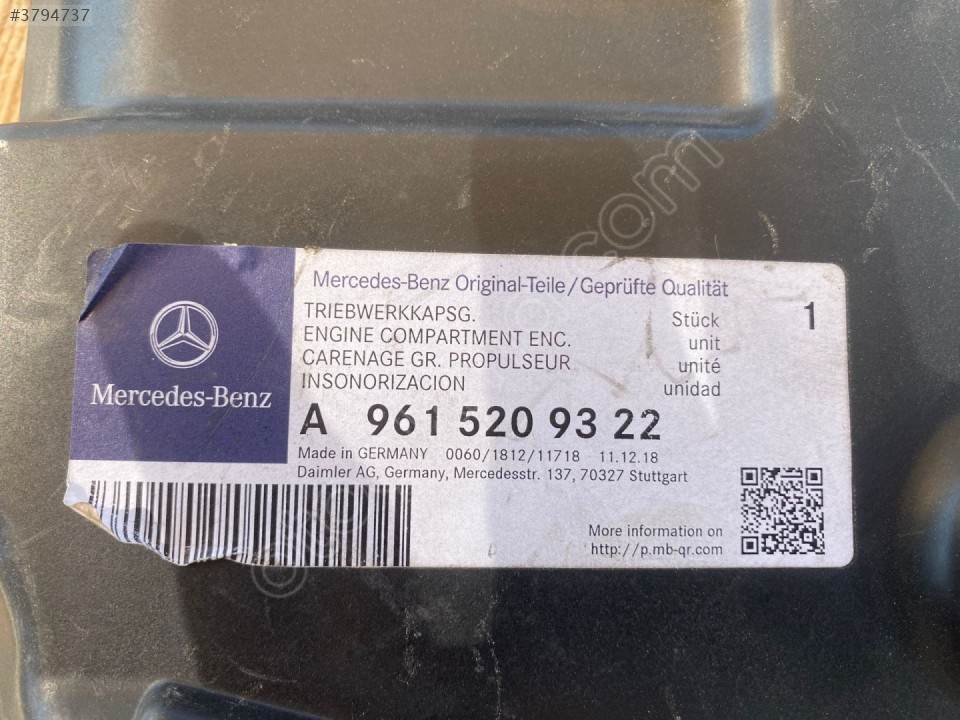 #3794737
Mercedes-Benz Original-Teile/Geprüfte Qualität
TRIEBWERKKAPSG.
ENGINE COMPARTMENT ENC.
CARENAGE GR. PROPULSEUR
INSONORIZACION
Stück 1
unit
unité
unidad
Mercedes-Benz
A 961 520 93 22
Made in GERMANY 0060/1812/11718 11.12.18
Daimler AG, Germany, Mercedesstr. 137, 70327 Stuttgart
More information on
http://p.mb-qr.com